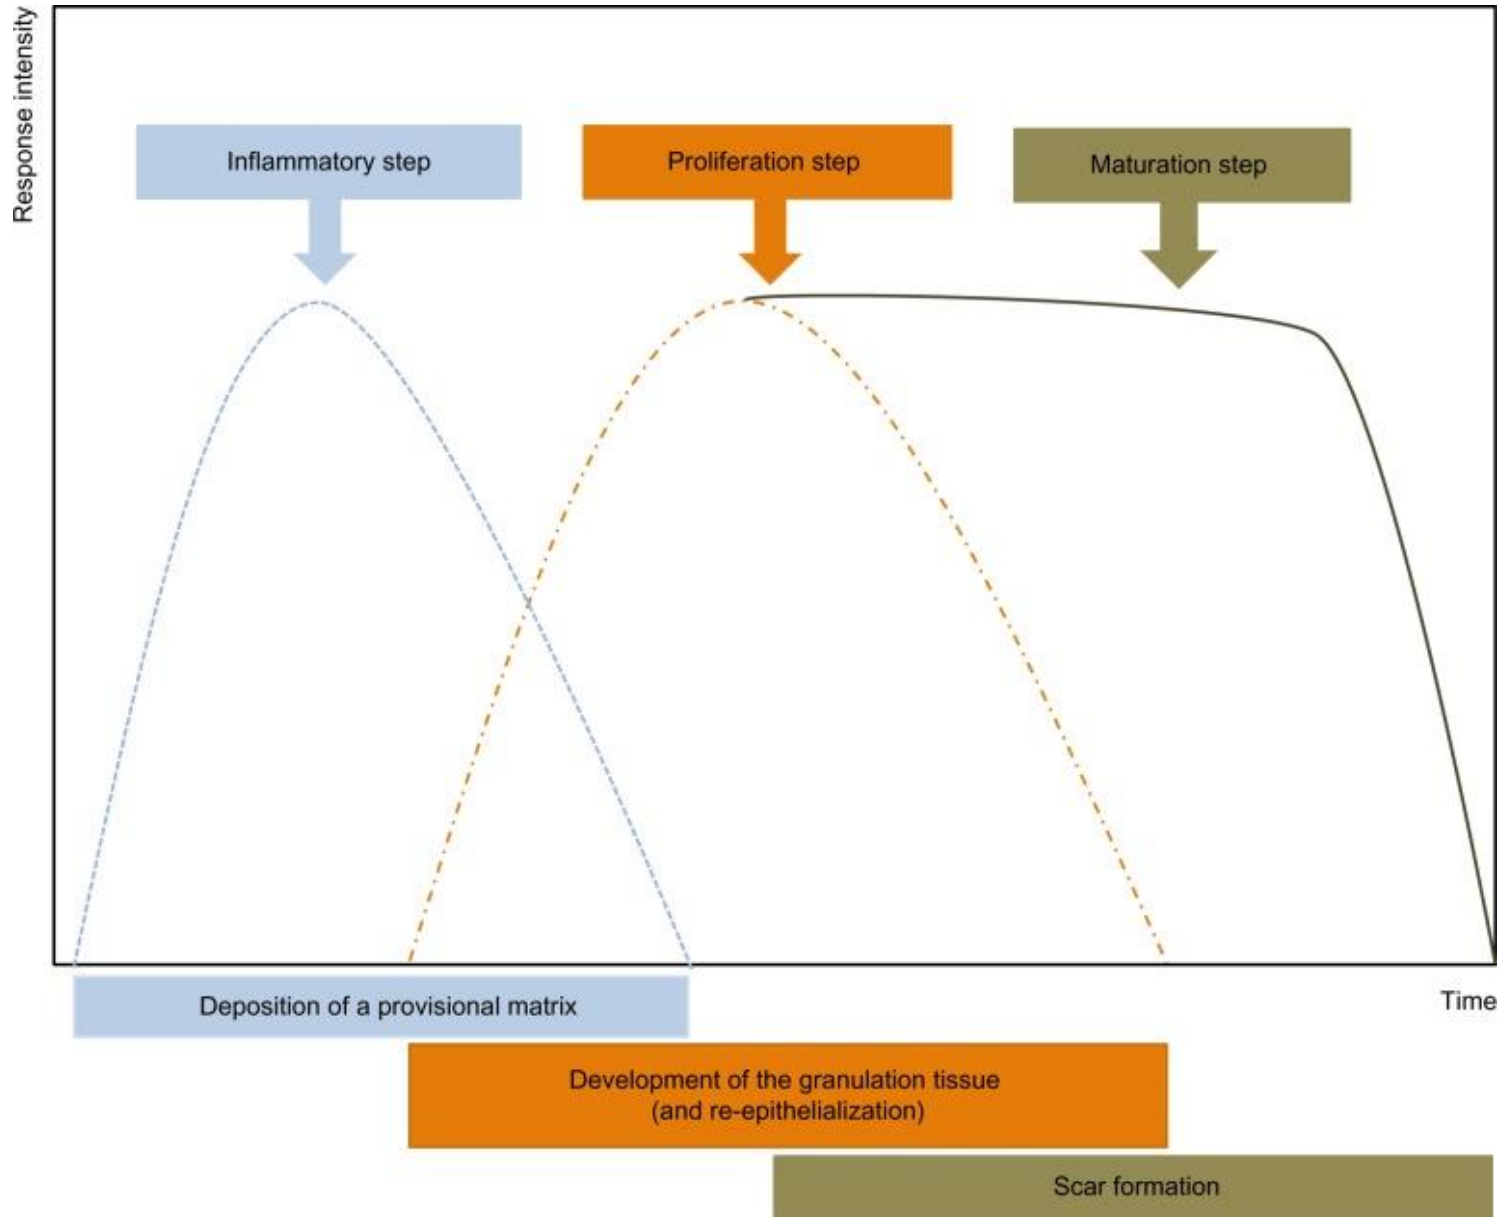 Response intensity
Inflammatory step
Proliferation step
Maturation step
Deposition of a provisional matrix
Time
Development of the granulation tissue
(and re-epithelialization)
Scar formation